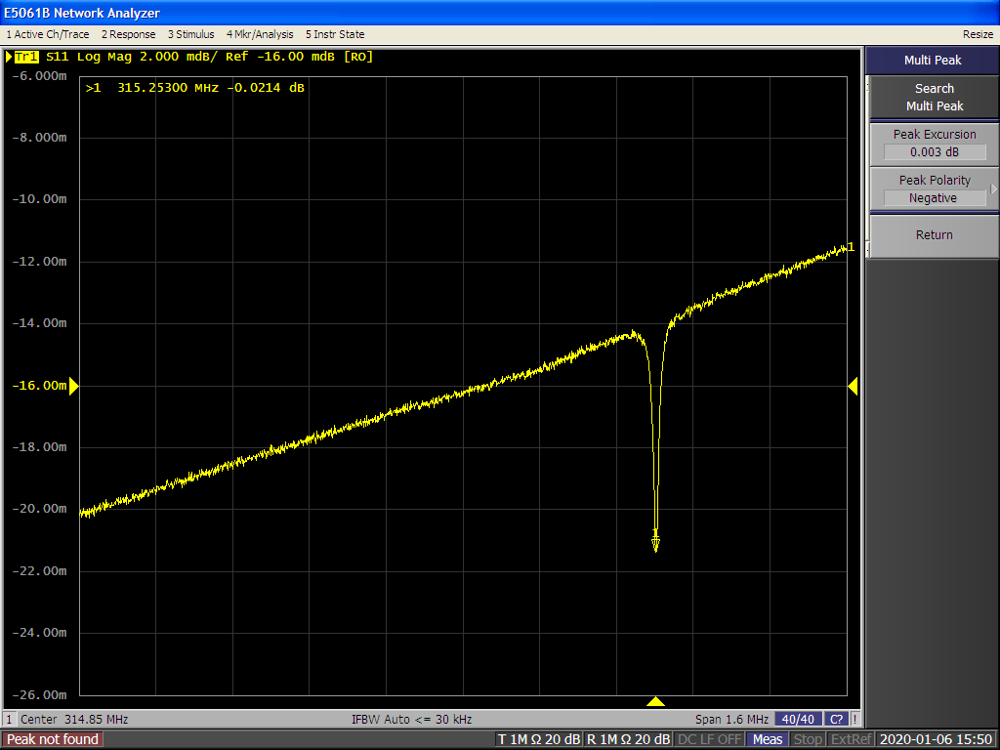 E5061B Network Analyzer
1 Active Ch/Trace 2 Response 3 Stimulus 4 Mkr/Analysis 5 Instr State Resize
Tr1 S11 Log Mag 2.000 mdB/ Ref -16.00 mdB [RO]
>1 315.25300 MHz -0.0214 dB
-6.000m
-8.000m
-10.00m
-12.00m
-14.00m
-16.00m
-18.00m
-20.00m
-22.00m
-24.00m
-26.00m
1
Multi Peak
Search
Multi Peak
Peak Excursion
0.003 dB
Peak Polarity
Negative
Return
1 Center 314.85 MHz IFBW Auto <= 30 kHz Span 1.6 MHz 40/40 C? !
Peak not found T 1M Ω 20 dB R 1M Ω 20 dB DC LF OFF Meas Stop ExtRef 2020-01-06 15:50